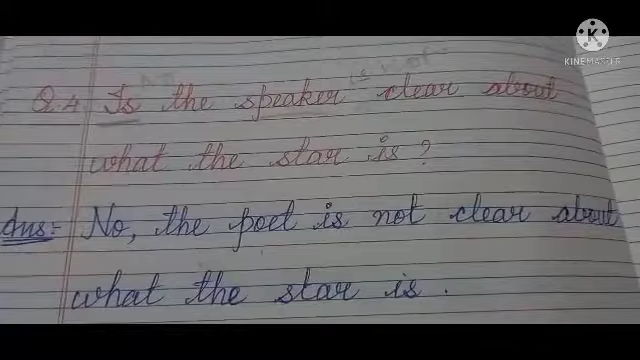 KINEMASTER
Q.4. Is the speaker clear about
what the star is?
Ans:- No, the poet is not clear about
what the star is.